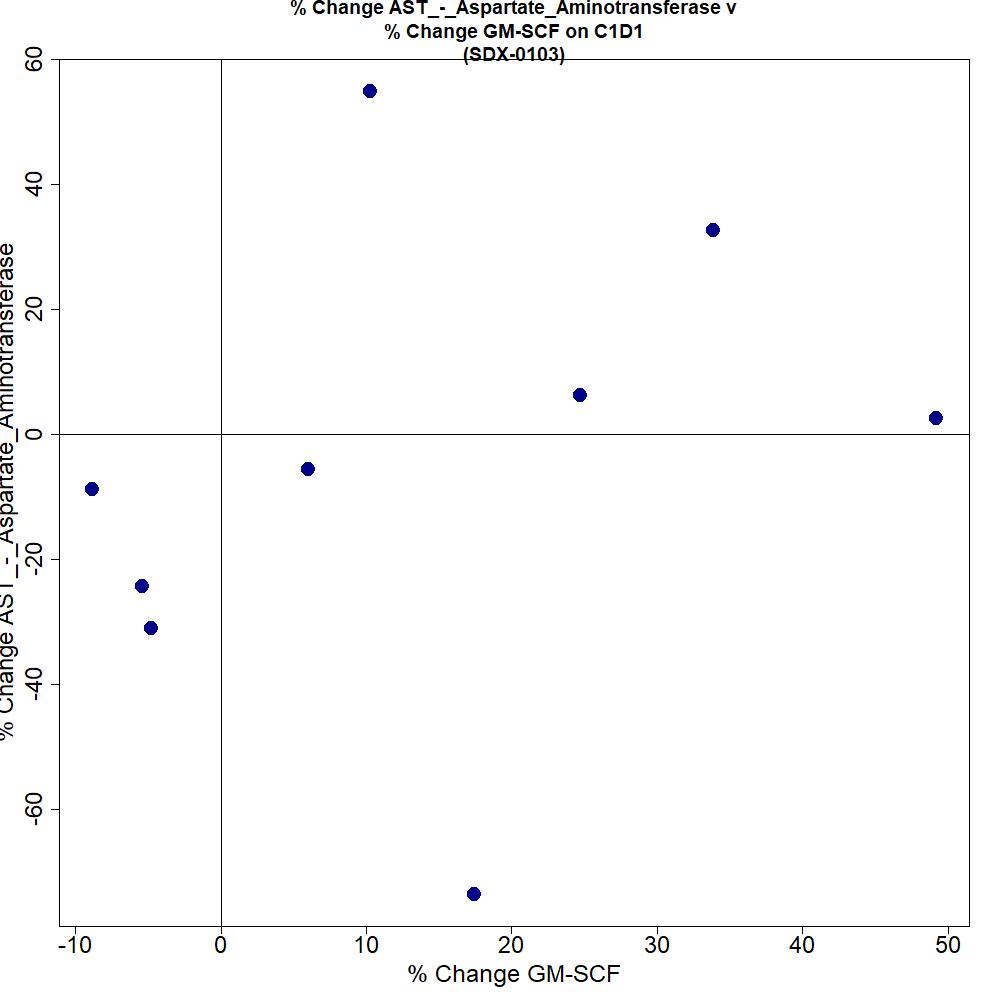 % Change AST_-_Aspartate_Aminotransferase v
% Change GM-SCF on C1D1
(SDX-0103)
% Change AST_-_Aspartate_Aminotransferase
60
40
20
0
-20
-40
-60
-10 0 10 20 30 40 50
% Change GM-SCF